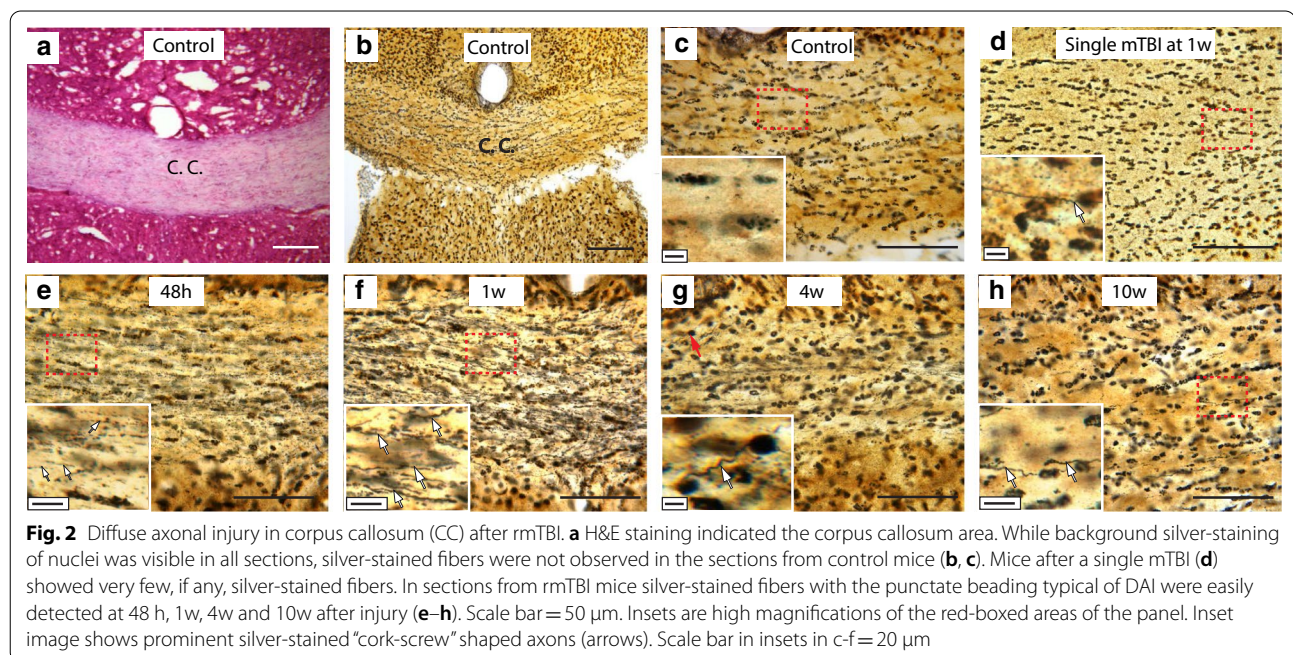 a Control
b Control
c Control
d Single mTBI at 1w
C. C.
C. C.
e 48h
f 1w
g 4w
h 10w
Fig. 2 Diffuse axonal injury in corpus callosum (CC) after rmTBI. a H&E staining indicated the corpus callosum area. While background silver-staining
of nuclei was visible in all sections, silver-stained fibers were not observed in the sections from control mice (b, c). Mice after a single mTBI (d)
showed very few, if any, silver-stained fibers. In sections from rmTBI mice silver-stained fibers with the punctate beading typical of DAI were easily
detected at 48 h, 1w, 4w and 10w after injury (e–h). Scale bar = 50 μm. Insets are high magnifications of the red-boxed areas of the panel. Inset
image shows prominent silver-stained "cork-screw" shaped axons (arrows). Scale bar in insets in c-f = 20 μm